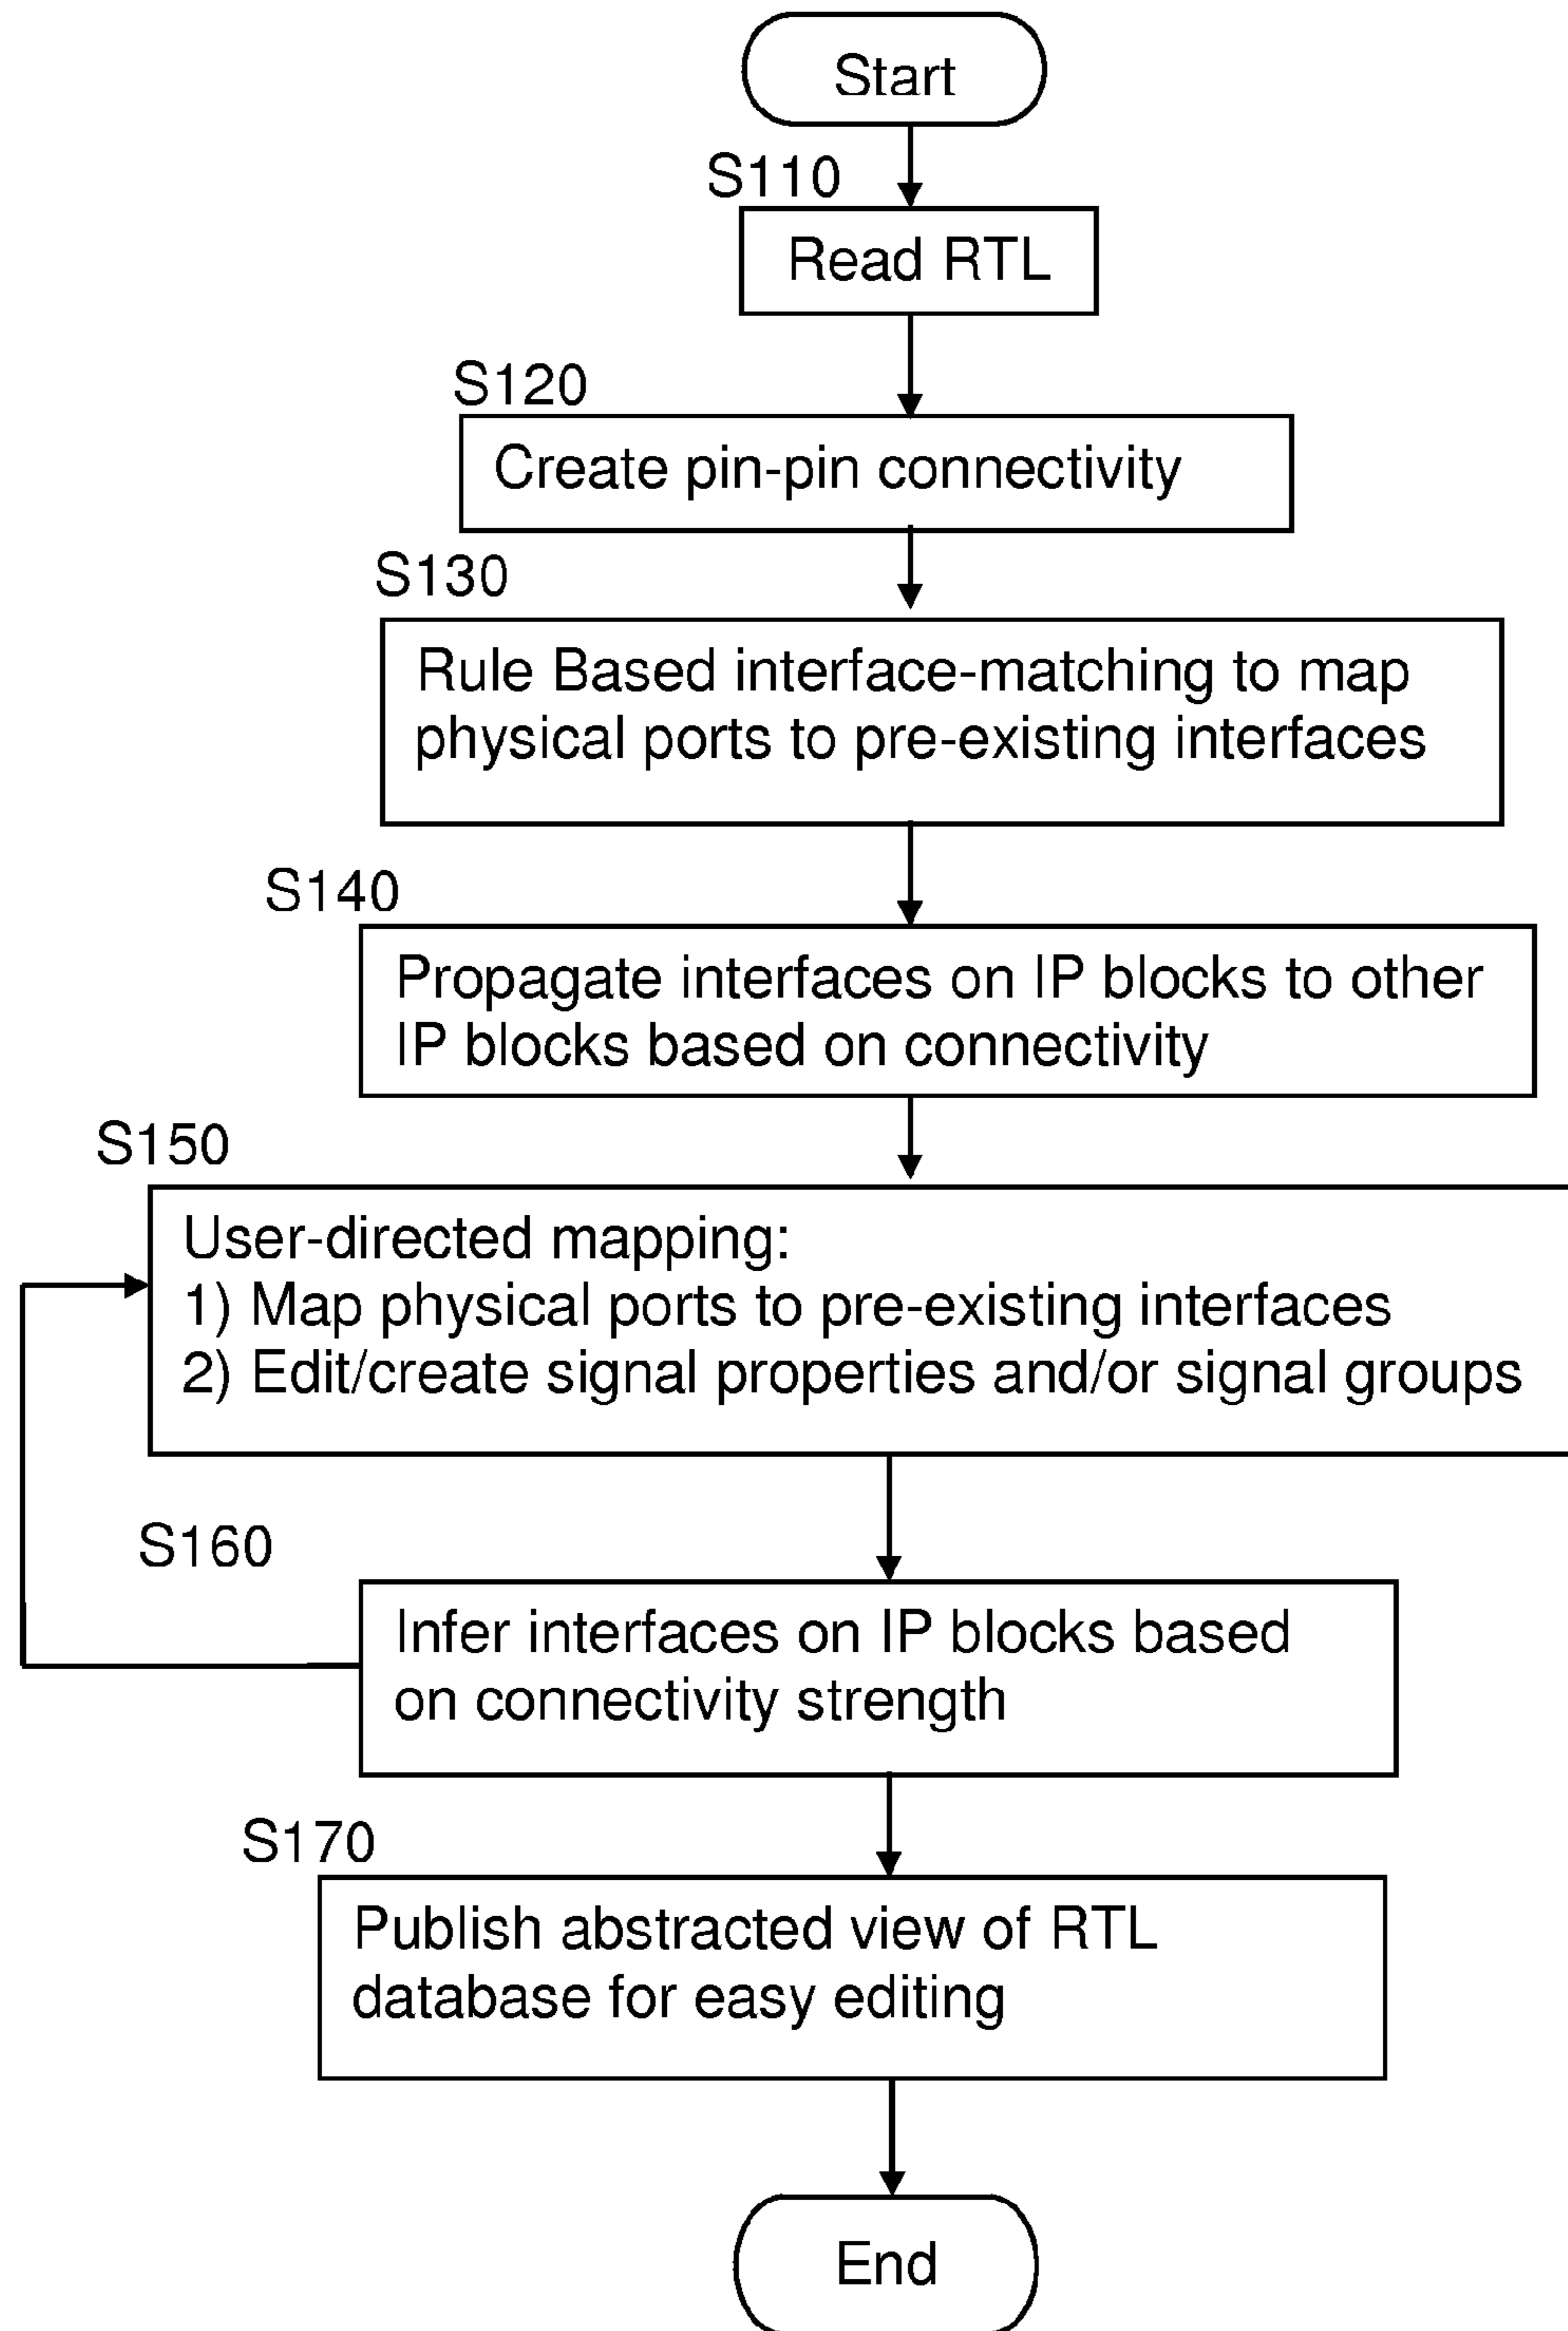 Start
S110
Read RTL
S120
Create pin-pin connectivity
S130
Rule Based interface-matching to map
physical ports to pre-existing interfaces
S140
Propagate interfaces on IP blocks to other
IP blocks based on connectivity
S150
User-directed mapping:
1) Map physical ports to pre-existing interfaces
2) Edit/create signal properties and/or signal groups
S160
Infer interfaces on IP blocks based
on connectivity strength
S170
Publish abstracted view of RTL
database for easy editing
End